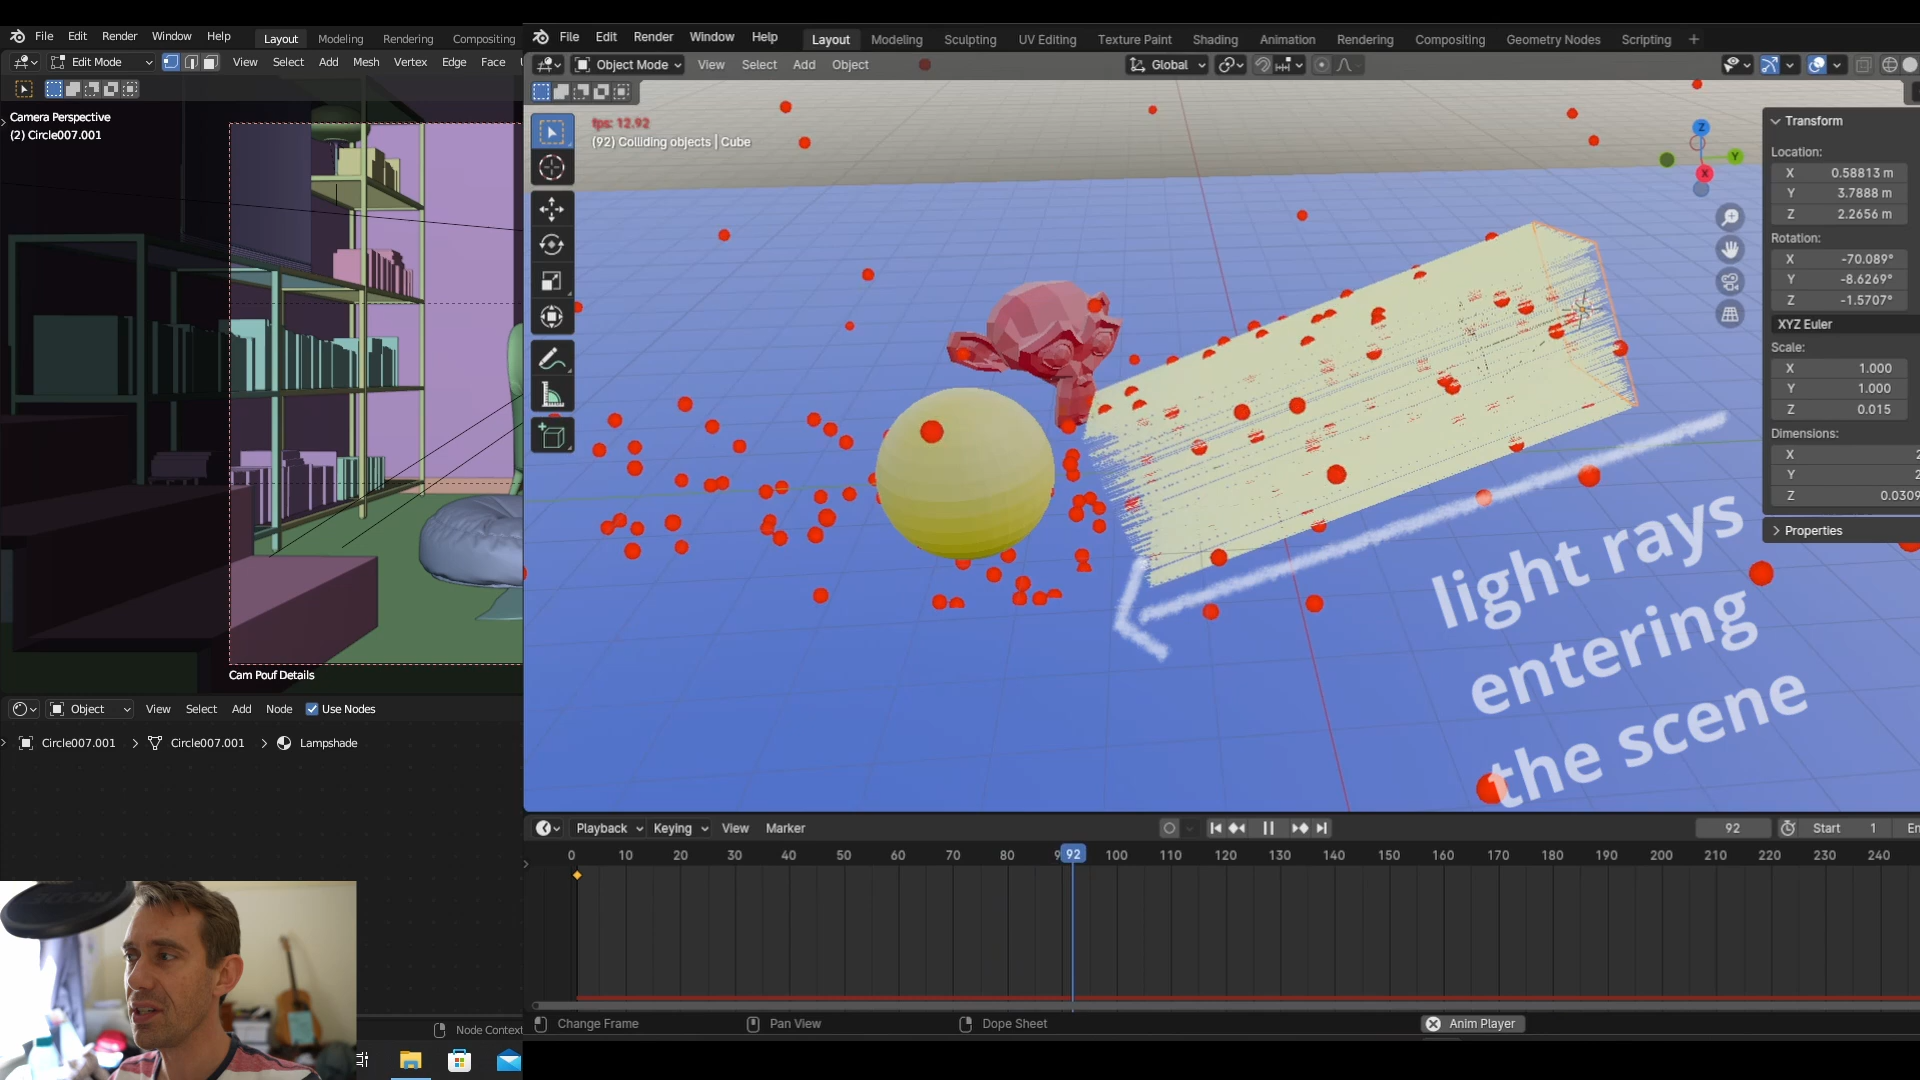 File Edit Render Window Help Layout Modeling Rendering Compositing
Edit Mode View Select Add Mesh Vertex Edge Face
Camera Perspective
(2) Circle007.001
Cam Pouf Details
Object View Select Add Node Use Nodes
Circle007.001 Circle007.001 Lampshade
Node Context
RODE
File Edit Render Window Help Layout Modeling Sculpting UV Editing Texture Paint Shading Animation Rendering Compositing Geometry Nodes Scripting +
Object Mode View Select Add Object Global
fps: 12.92
(92) Colliding objects | Cube
Z
Y
X
Transform
Location:
X 0.58813 m
Y 3.7888 m
Z 2.2656 m
Rotation:
X -70.089°
Y -8.6269°
Z -1.5707°
XYZ Euler
Scale:
X 1.000
Y 1.000
Z 0.015
Dimensions:
X 2
Y 2
Z 0.0309
Properties
light rays
entering
the scene
Playback Keying View Marker 92 Start 1 En
0 10 20 30 40 50 60 70 80 9 92 100 110 120 130 140 150 160 170 180 190 200 210 220 230 240
Change Frame Pan View Dope Sheet Anim Player